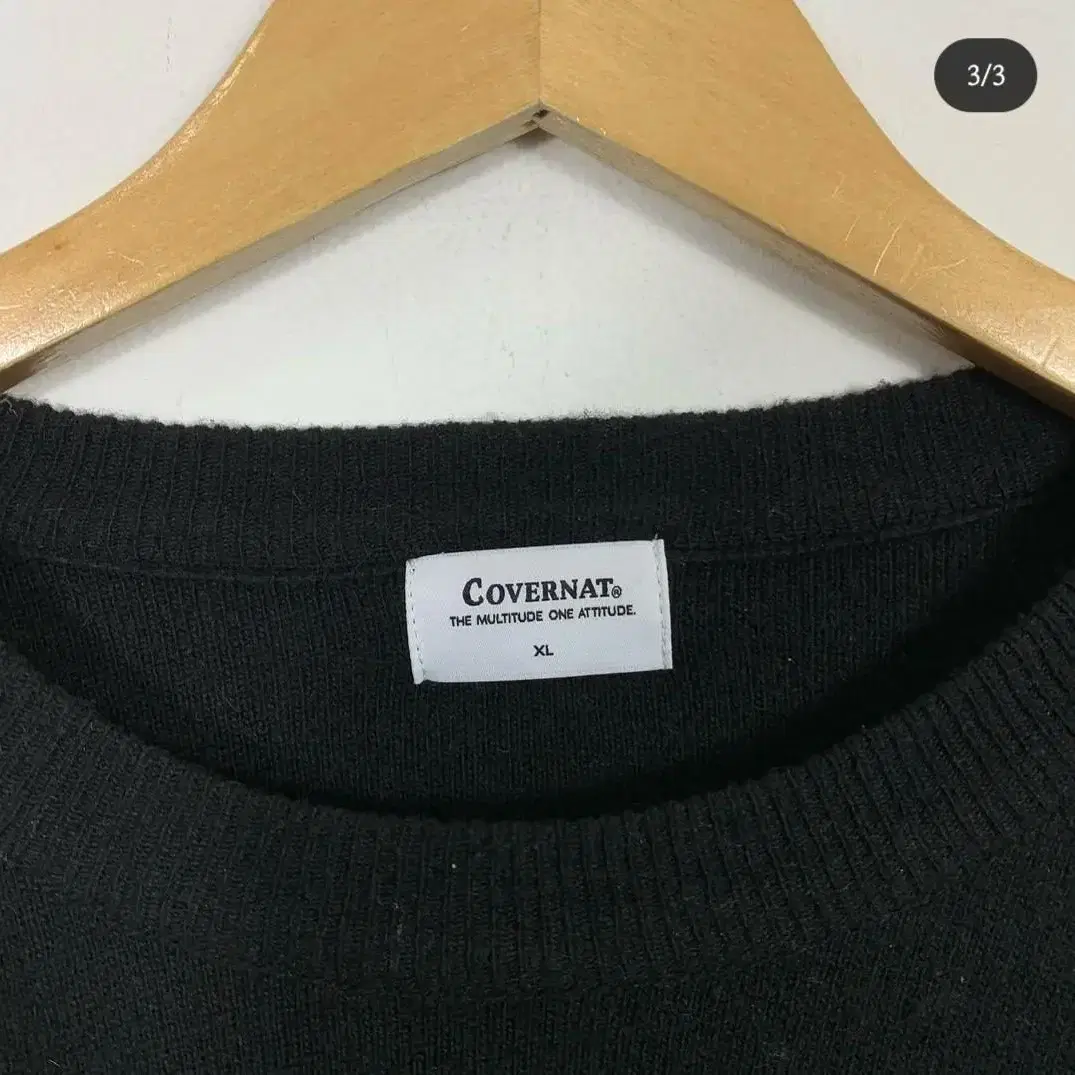 3/3
COVERNAT®
THE MULTITUDE ONE ATTITUDE.
XL